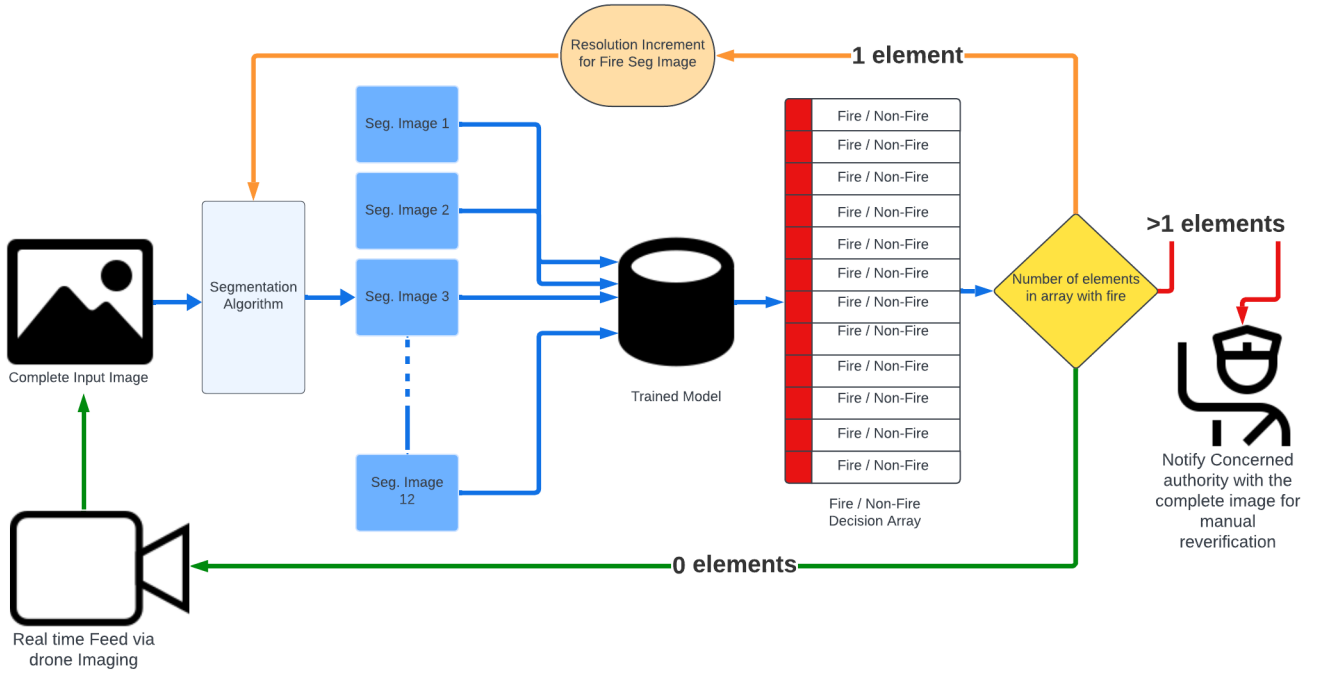 Resolution Increment
for Fire Seg Image
1 element
Seg. Image 1
Seg. Image 2
Seg. Image 3
Seg. Image
12
Segmentation
Algorithm
Complete Input Image
Real time Feed via
drone Imaging
Trained Model
Fire / Non-Fire
Fire / Non-Fire
Fire / Non-Fire
Fire / Non-Fire
Fire / Non-Fire
Fire / Non-Fire
Fire / Non-Fire
Fire / Non-Fire
Fire / Non-Fire
Fire / Non-Fire
Fire / Non-Fire
Fire / Non-Fire
Fire / Non-Fire
Decision Array
Number of elements
in array with fire
>1 elements
Notify Concerned
authority with the
complete image for
manual
reverification
0 elements